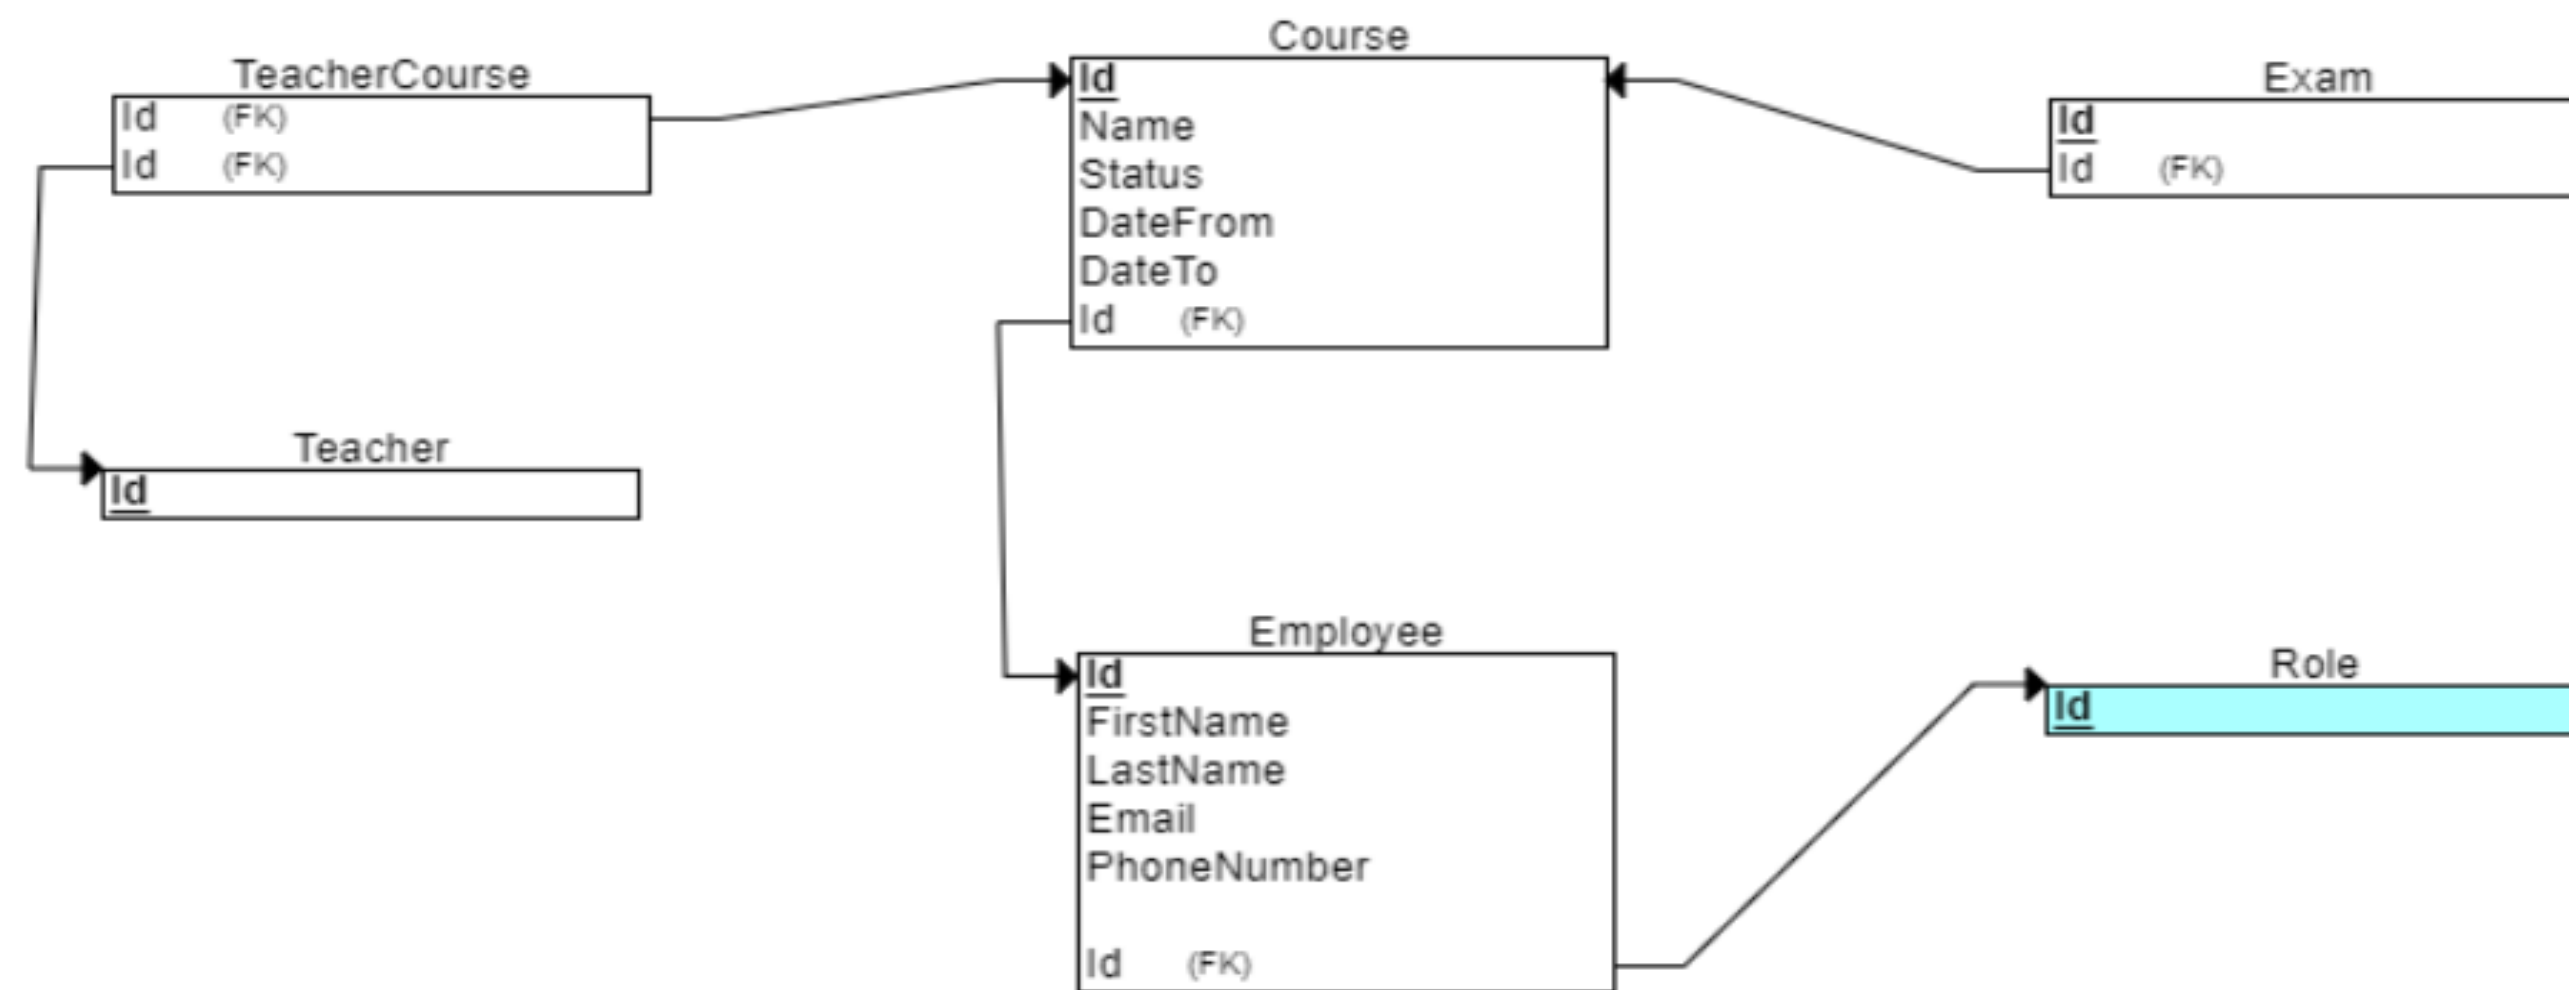 TeacherCourse
Id (FK)
Id (FK)
Course
Id
Name
Status
DateFrom
DateTo
Id (FK)
Exam
Id
Id (FK)
Teacher
Id
Employee
Id
FirstName
LastName
Email
PhoneNumber
Id (FK)
Role
Id